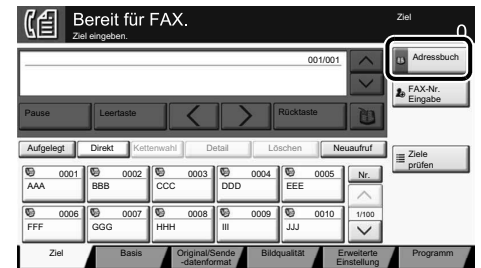 Bereit für FAX.
Ziel
Ziel eingeben.
0
001/001
Adressbuch
FAX-Nr.
Eingabe
Pause
Leertaste
Rücktaste
Aufgelegt
Direkt
Kettenwahl
Detail
Löschen
Neuaufruf
Ziele
prüfen
0001
0002
0003
0004
0005
Nr.
AAA
BBB
CCC
DDD
EEE
0006
0007
0008
0009
0010
1/100
FFF
GGG
HHH
III
JJJ
Ziel
Basis
Original/Sende
-datenformat
Bildqualität
Erweiterte
Einstellung
Programm